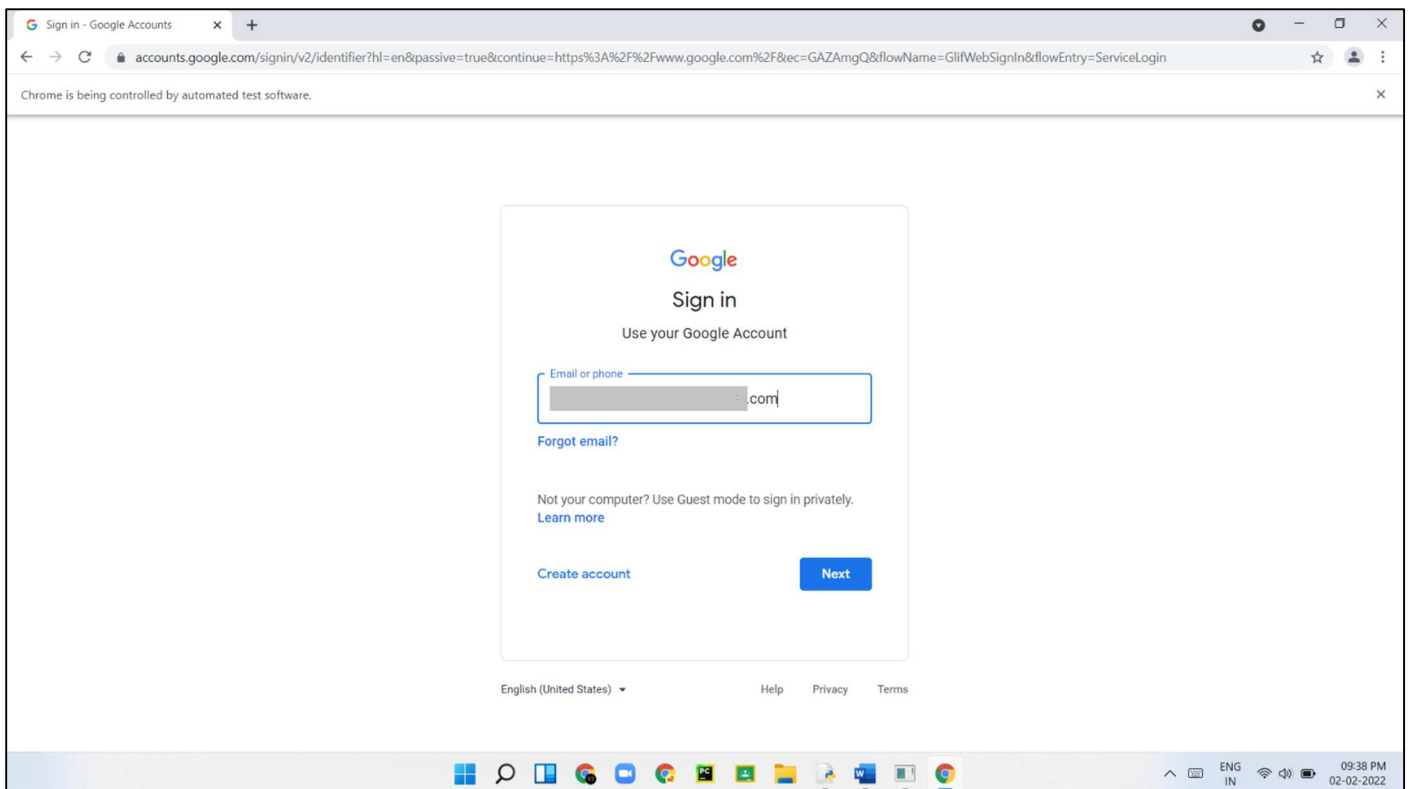 Sign in - Google Accounts
accounts.google.com/signin/v2/identifier?hl=en&passive=true&continue=https%3A%2F%2Fwww.google.com%2F&ec=GAZAmgQ&flowName=GlifWebSignIn&flowEntry=ServiceLogin
Chrome is being controlled by automated test software.
Google
Sign in
Use your Google Account
Email or phone
.com
Forgot email?
Not your computer? Use Guest mode to sign in privately.
Learn more
Create account
Next
English (United States)
Help Privacy Terms
PC
ENG
IN
09:38 PM
02-02-2022